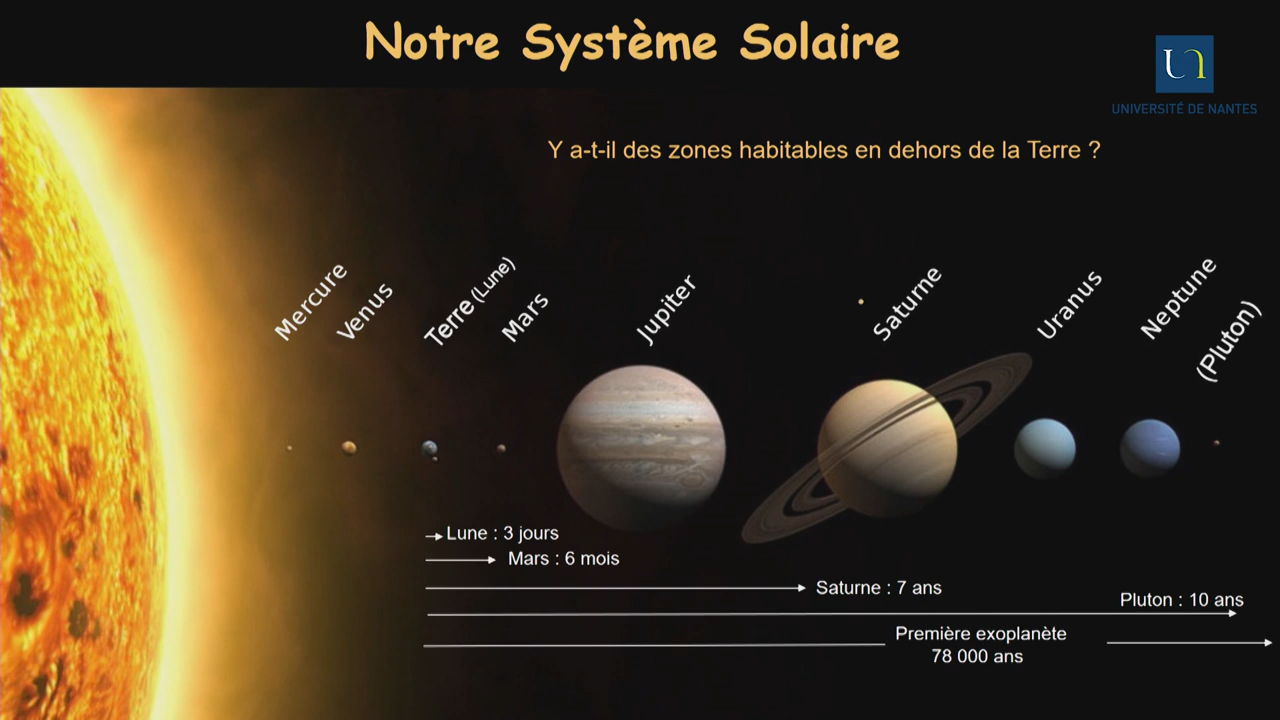 Notre Système Solaire
UNIVERSITÉ DE NANTES
Y a-t-il des zones habitables en dehors de la Terre ?
Mercure
Venus
Terre (Lune)
Mars
Jupiter
Saturne
Uranus
Neptune
(Pluton)
Lune : 3 jours
Mars : 6 mois
Saturne : 7 ans
Pluton : 10 ans
Première exoplanète
78 000 ans